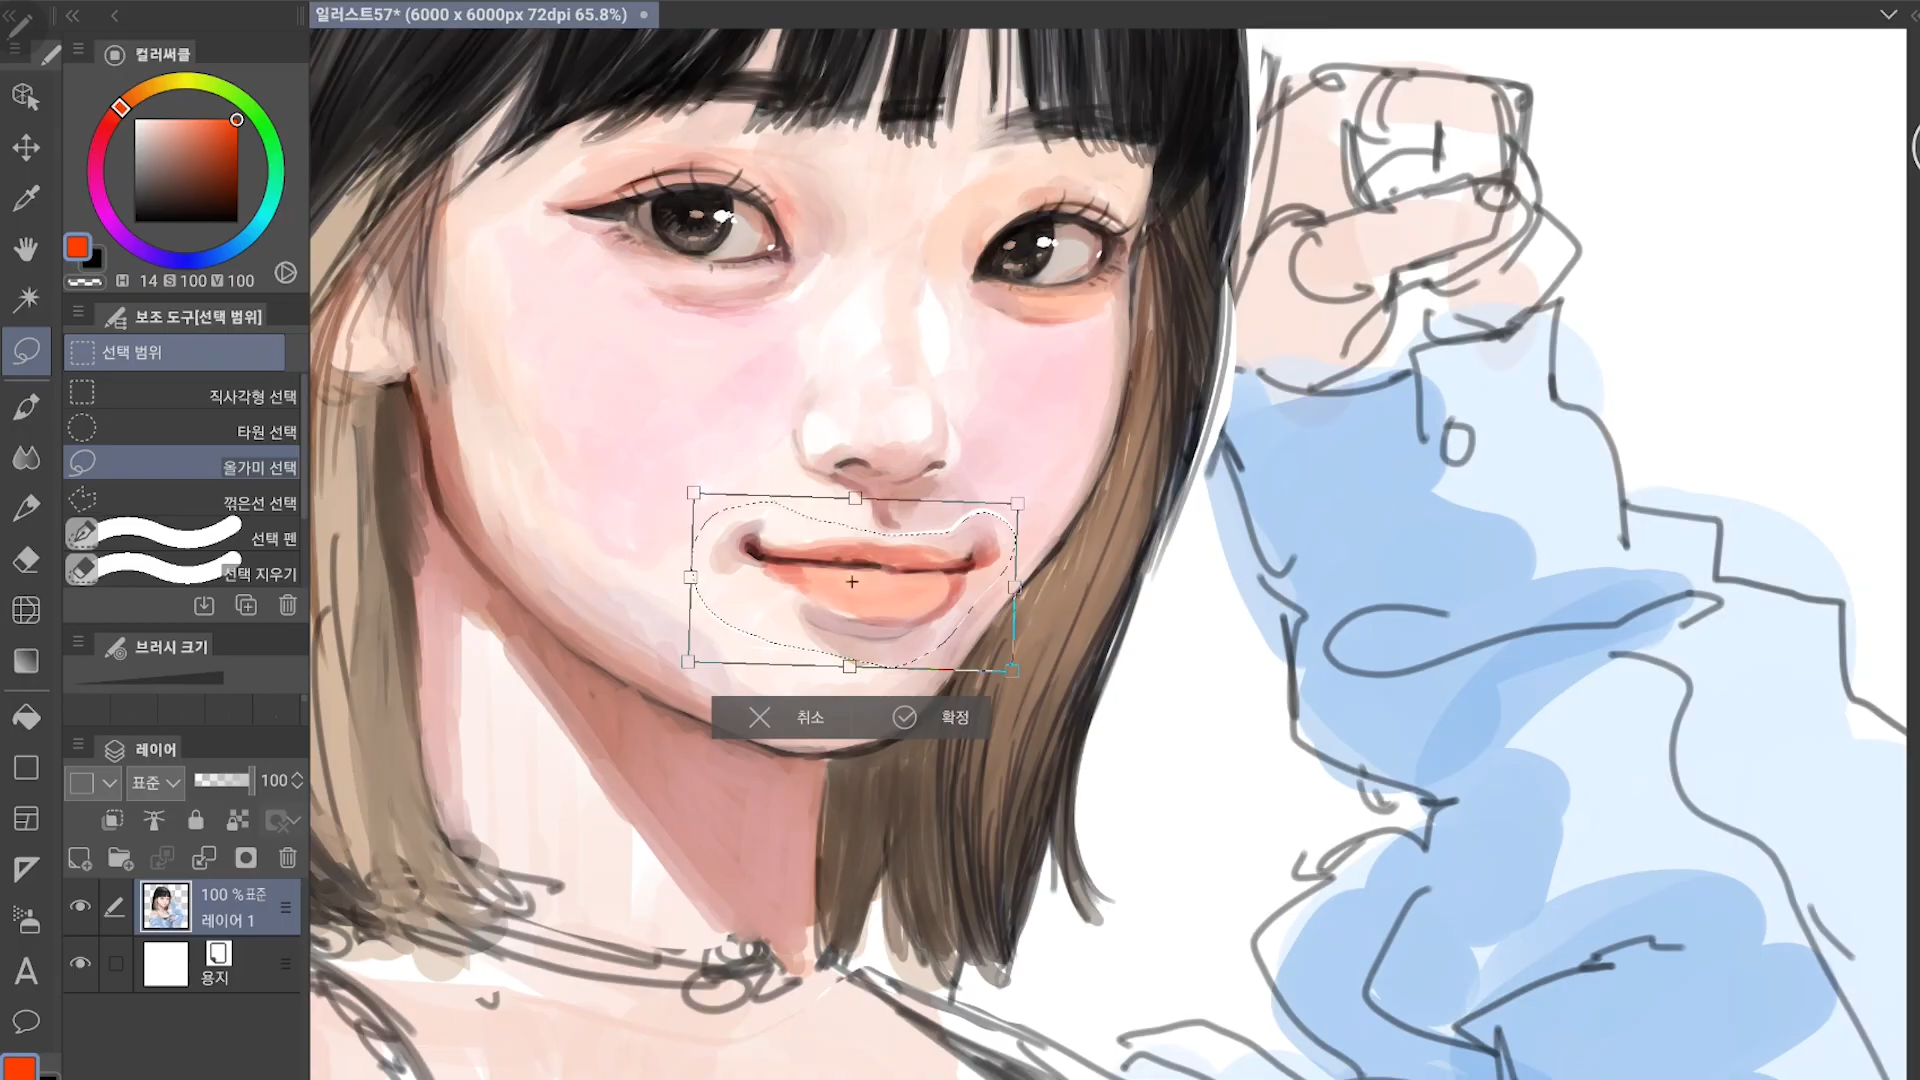 일러스트57* (6000 x 6000px 72dpi 65.8%)
컬러써클
H 14 S 100 V 100
보조 도구[선택 범위]
선택 범위
직사각형 선택
타원 선택
올가미 선택
꺾은선 선택
선택 펜
선택 지우기
브러시 크기
레이어
표준 100
100 %표준
레이어 1
용지
A
취소 확정